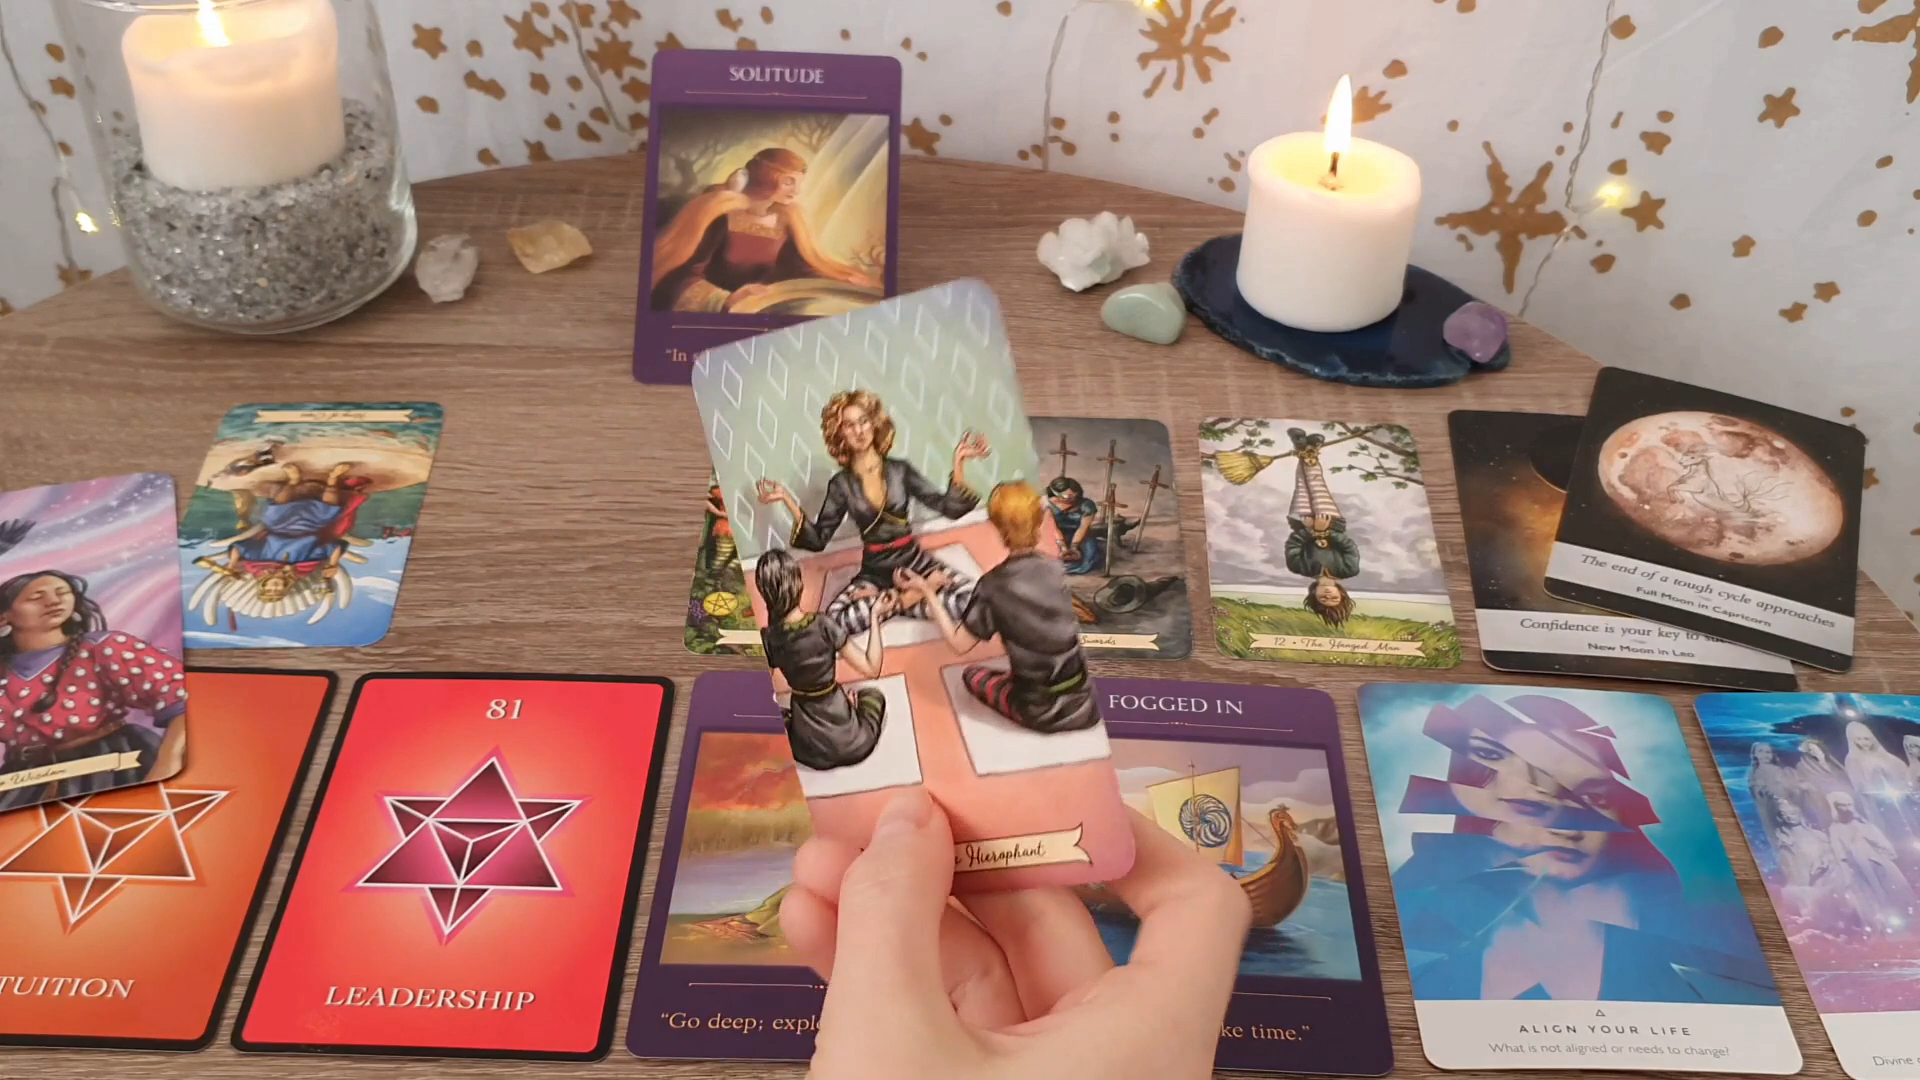 SOLITUDE
"In
Swords
12 • The Hanged Man
The end of a tough cycle approaches
Full Moon in Capricorn
Confidence is your key to
New Moon in Leo
Wisdom
Hierophant
81
LEADERSHIP
TUITION
FOGGED IN
"Go deep; expl
ke time."
ALIGN YOUR LIFE
What is not aligned or needs to change?
Divine